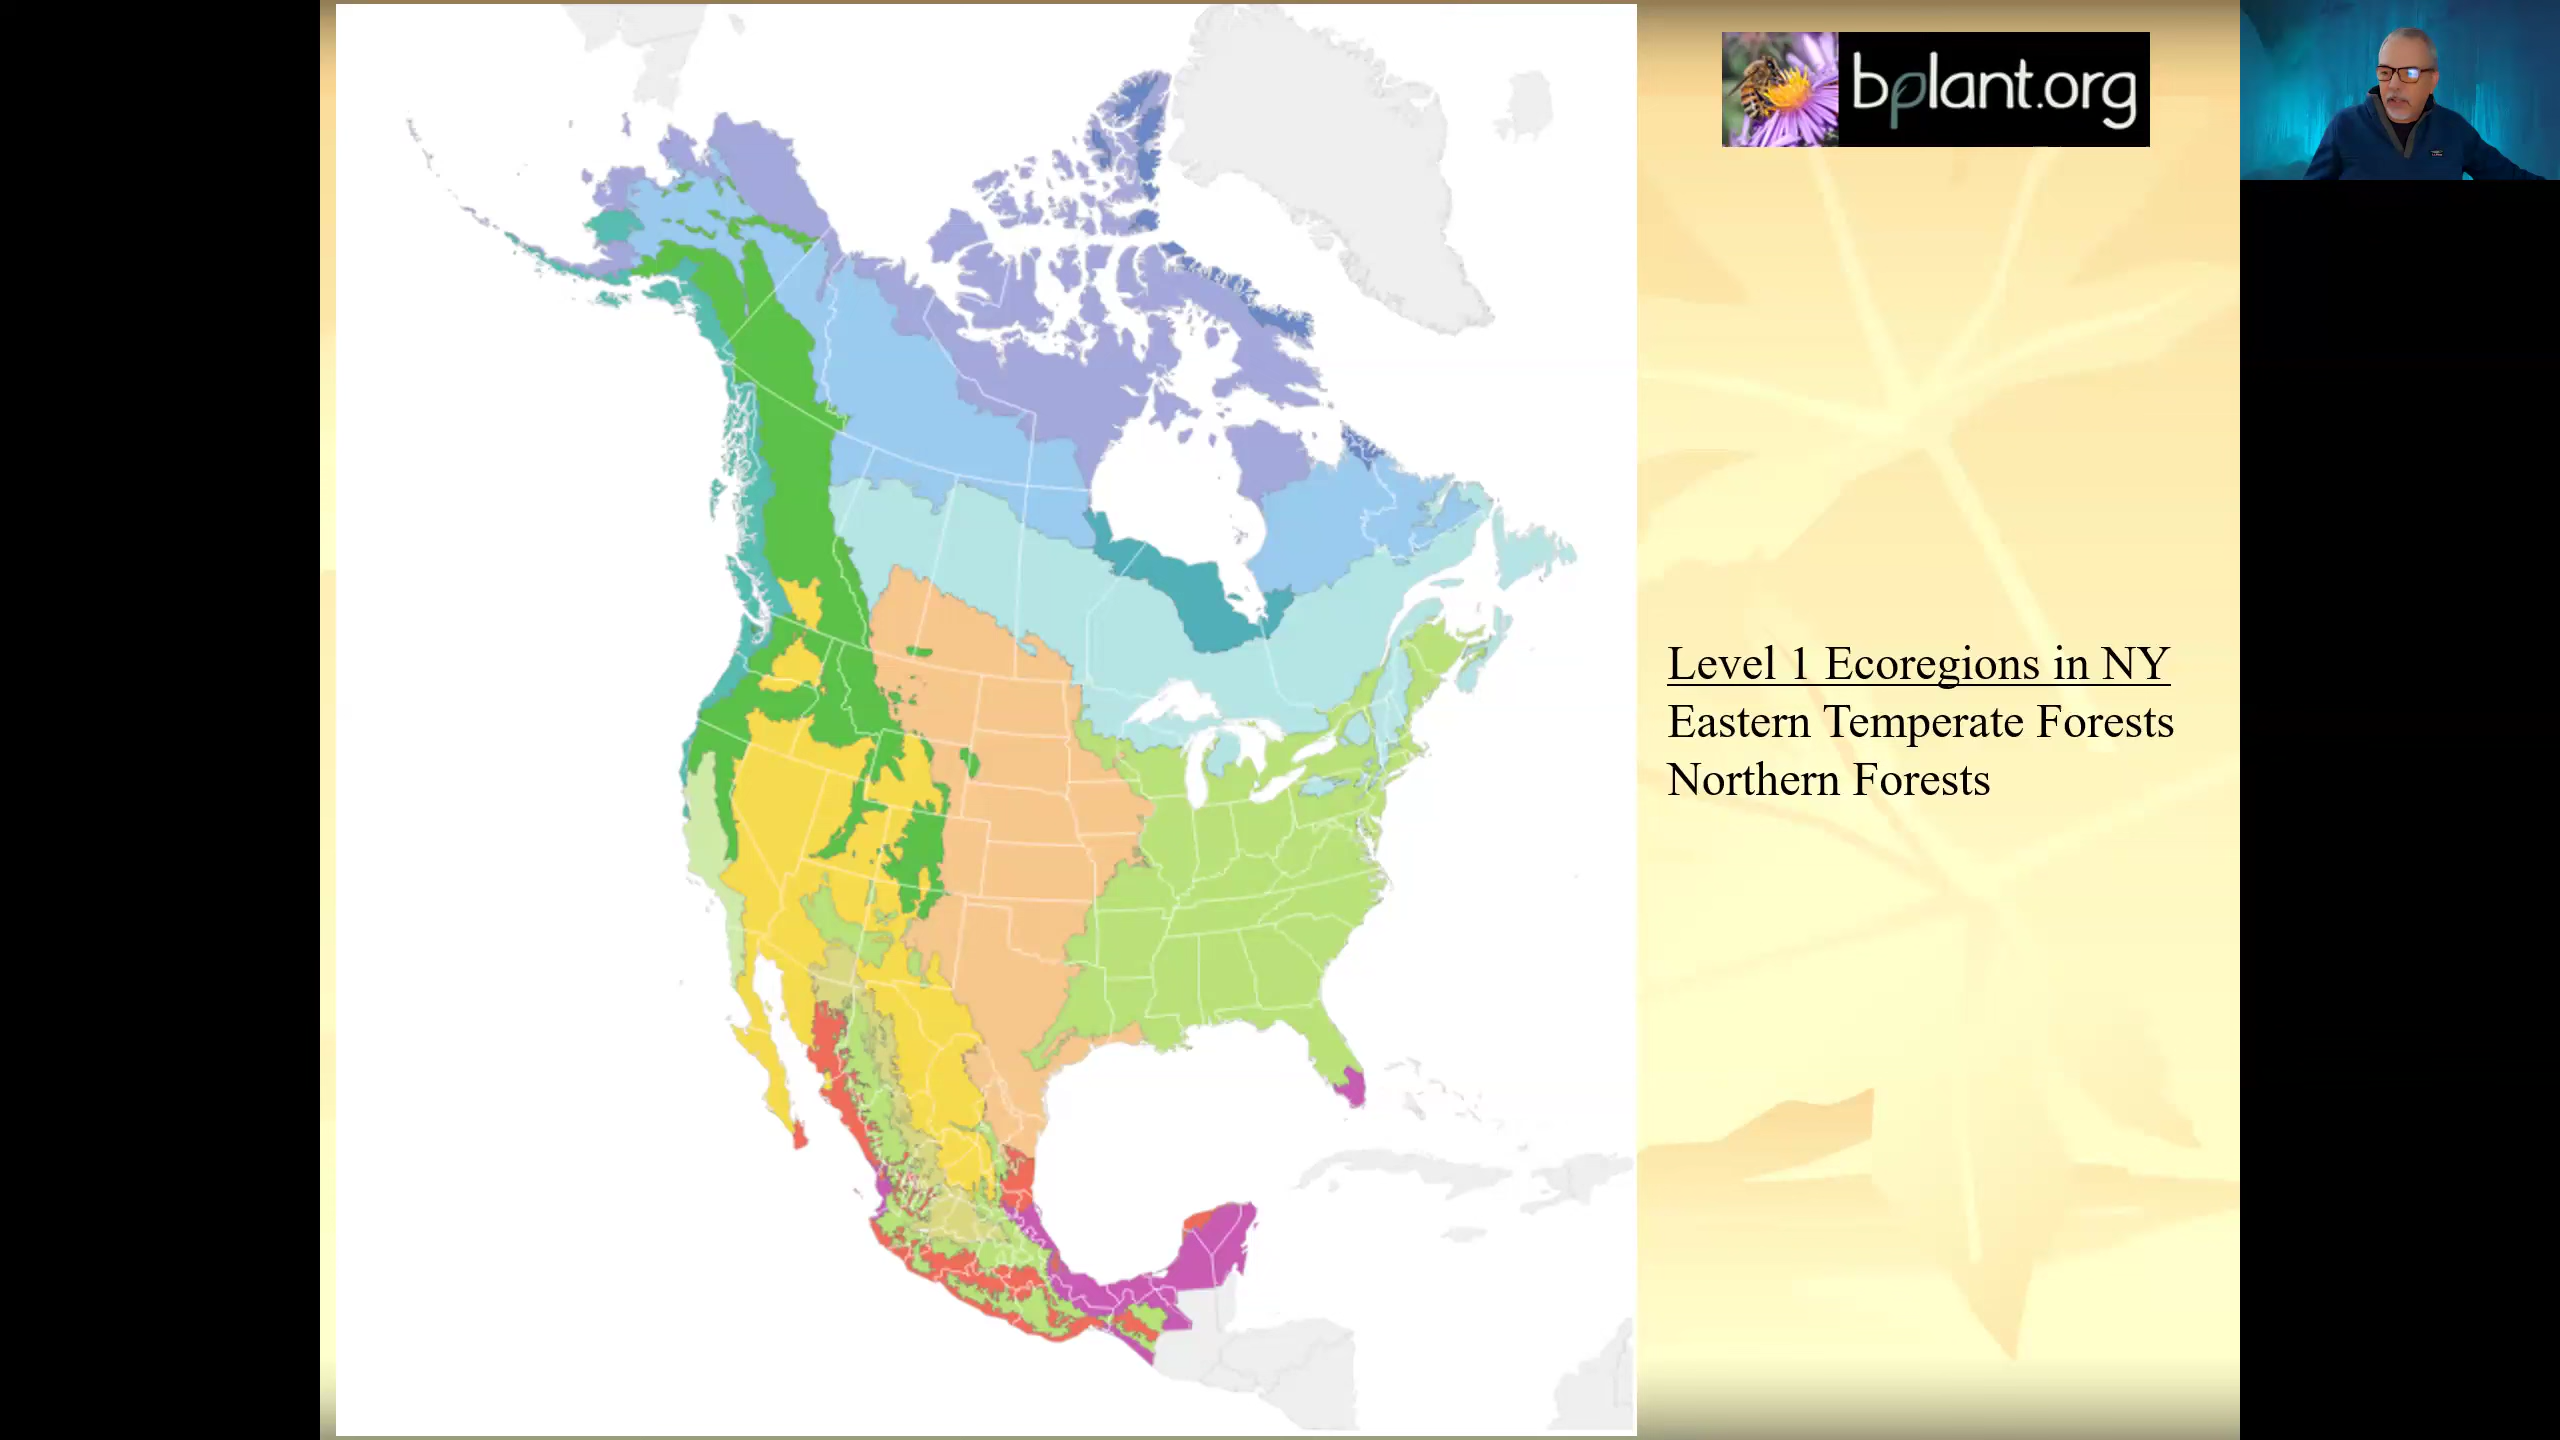 bplant.org
Level 1 Ecoregions in NY
Eastern Temperate Forests
Northern Forests